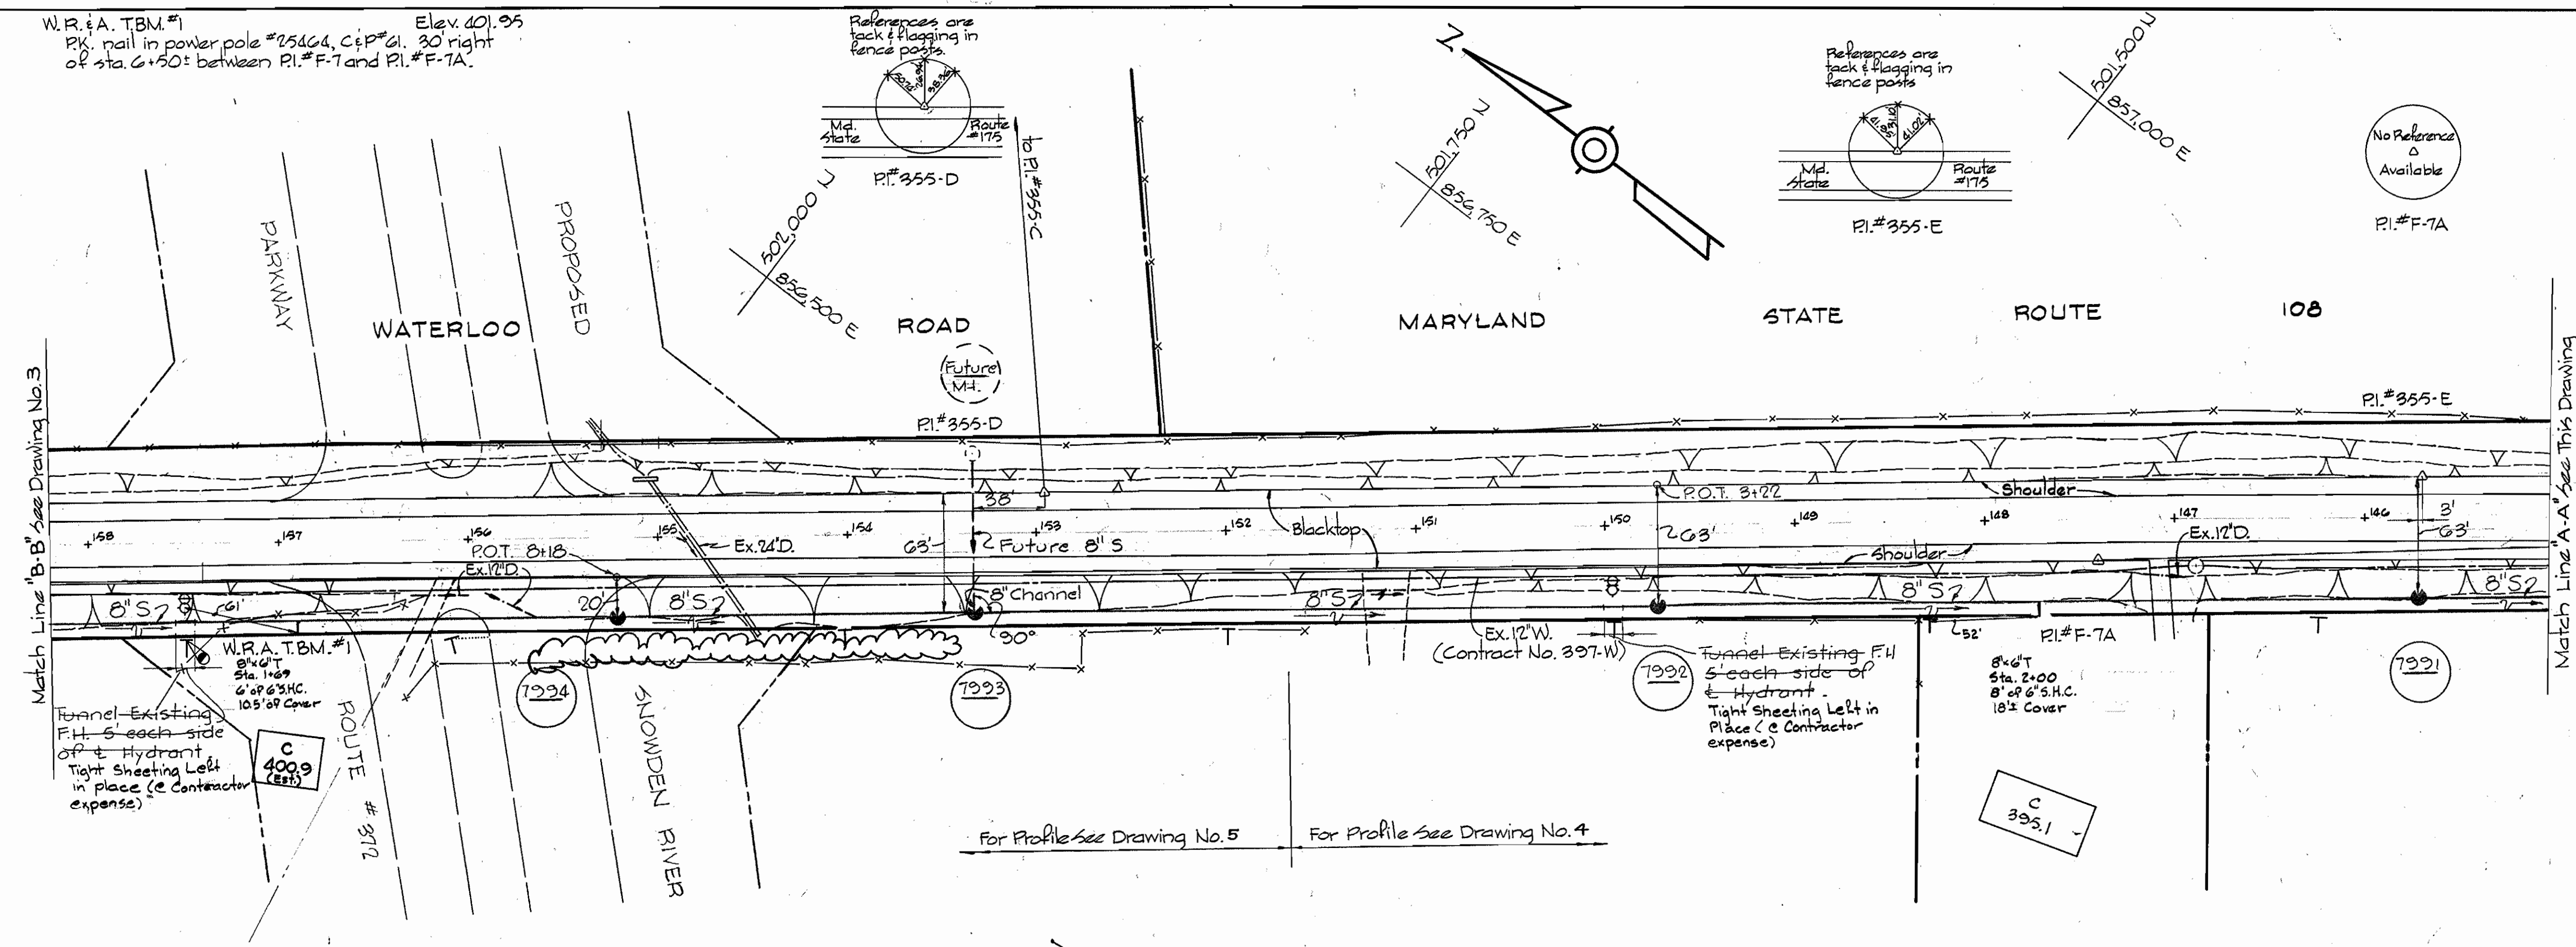 W.R.&A. T.B.M.#1 Elev. 401.95
P.K. nail in power pole #25464, C&P#61. 30' right
of sta. 6+50± between P.I.#F-7 and P.I.#F-7A.
References are
tack & flagging in
fence posts.
38.36'
Md.
State
Route
#175
P.I.#355-D
to P.I.#355-C
Z
References are
tack & flagging in
fence posts
41.02'
Md.
State
Route
#175
P.I.#355-E
No Reference
Available
P.I.#F-7A
502,000 N
856,500 E
501,750 N
856,750 E
501,500 N
857,000 E
PARKWAY
PROPOSED
WATERLOO ROAD MARYLAND STATE ROUTE 108
Future
M.H.
P.I.#355-D
P.I.#355-E
Match Line "B-B" See Drawing No. 3
Match Line "A-A" See This Drawing
38'
P.O.T. 3+22
Shoulder
+158 +157 +156 +155 +154 +153 +152 +151 +150 +149 +148 +147 +146
P.O.T. 8+18
Ex.24"D.
63'
Future 8" S
Blacktop
63'
Shoulder
Ex.12"D.
3'
63'
Ex.12"D.
8"S
61'
20'
8"S
8" Channel
90°
8"S
8"S
8"S
52'
T
T
T
T
W.R.A. T.B.M.#1
8"x6"T
Sta. 1+69
6' of 6"S.H.C.
10.5' of Cover
Tunnel Existing
F.H. 5' each side
of ℄ Hydrant.
Tight Sheeting Left
in place (@ Contractor
expense)
C
400.9
(Est.)
ROUTE #372
7994
SNOWDEN RIVER
7993
Ex.12"W.
(Contract No. 397-W)
7992
Tunnel Existing F.H
5' each side of
℄ Hydrant.
Tight Sheeting Left in
Place (@ Contractor
expense)
P.I.#F-7A
8"x6"T
Sta. 2+00
8' of 6"S.H.C.
18'± Cover
7991
C
395.1
For Profile See Drawing No. 5
For Profile See Drawing No. 4